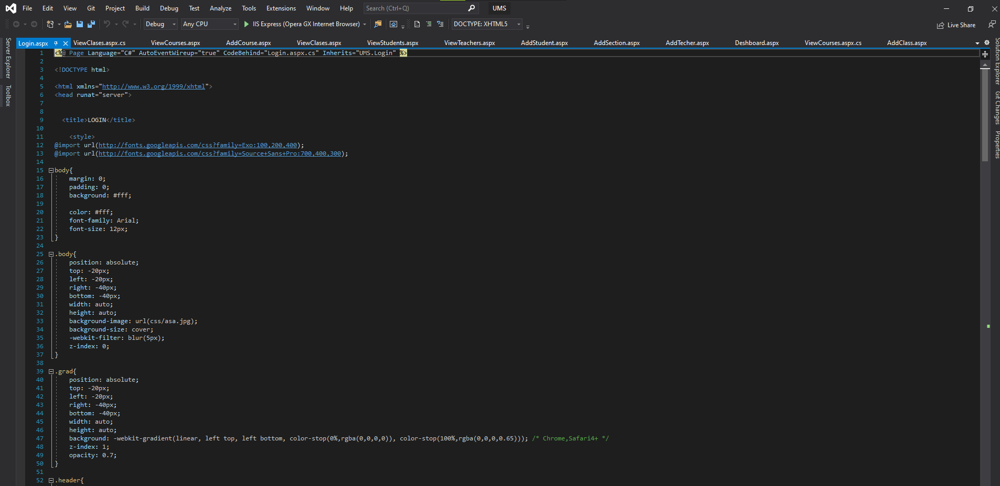 File Edit View Git Project Build Debug Test Analyze Tools Extensions Window Help Search (Ctrl+Q) UMS
Debug Any CPU IIS Express (Opera GX Internet Browser) DOCTYPE: XHTML5 Live Share
Login.aspx ViewClases.aspx.cs ViewCourses.aspx AddCourse.aspx ViewClases.aspx ViewStudents.aspx ViewTeachers.aspx AddStudent.aspx AddSection.aspx AddTecher.aspx Deshboard.aspx ViewCourses.aspx.cs AddClass.aspx
Server Explorer
Toolbox
1 <%@ Page Language="C#" AutoEventWireup="true" CodeBehind="Login.aspx.cs" Inherits="UMS.Login" %>
2
3 <!DOCTYPE html>
4
5 <html xmlns="http://www.w3.org/1999/xhtml">
6 <head runat="server">
7
8
9 <title>LOGIN</title>
10
11 <style>
12 @import url(http://fonts.googleapis.com/css?family=Exo:100,200,400);
13 @import url(http://fonts.googleapis.com/css?family=Source+Sans+Pro:700,400,300);
14
15 body{
16 margin: 0;
17 padding: 0;
18 background: #fff;
19
20 color: #fff;
21 font-family: Arial;
22 font-size: 12px;
23 }
24
25 .body{
26 position: absolute;
27 top: -20px;
28 left: -20px;
29 right: -40px;
30 bottom: -40px;
31 width: auto;
32 height: auto;
33 background-image: url(css/asa.jpg);
34 background-size: cover;
35 -webkit-filter: blur(5px);
36 z-index: 0;
37 }
38
39 .grad{
40 position: absolute;
41 top: -20px;
42 left: -20px;
43 right: -40px;
44 bottom: -40px;
45 width: auto;
46 height: auto;
47 background: -webkit-gradient(linear, left top, left bottom, color-stop(0%,rgba(0,0,0,0)), color-stop(100%,rgba(0,0,0,0.65))); /* Chrome,Safari4+ */
48 z-index: 1;
49 opacity: 0.7;
50 }
51
52 .header{
Solution Explorer
Git Changes
Properties